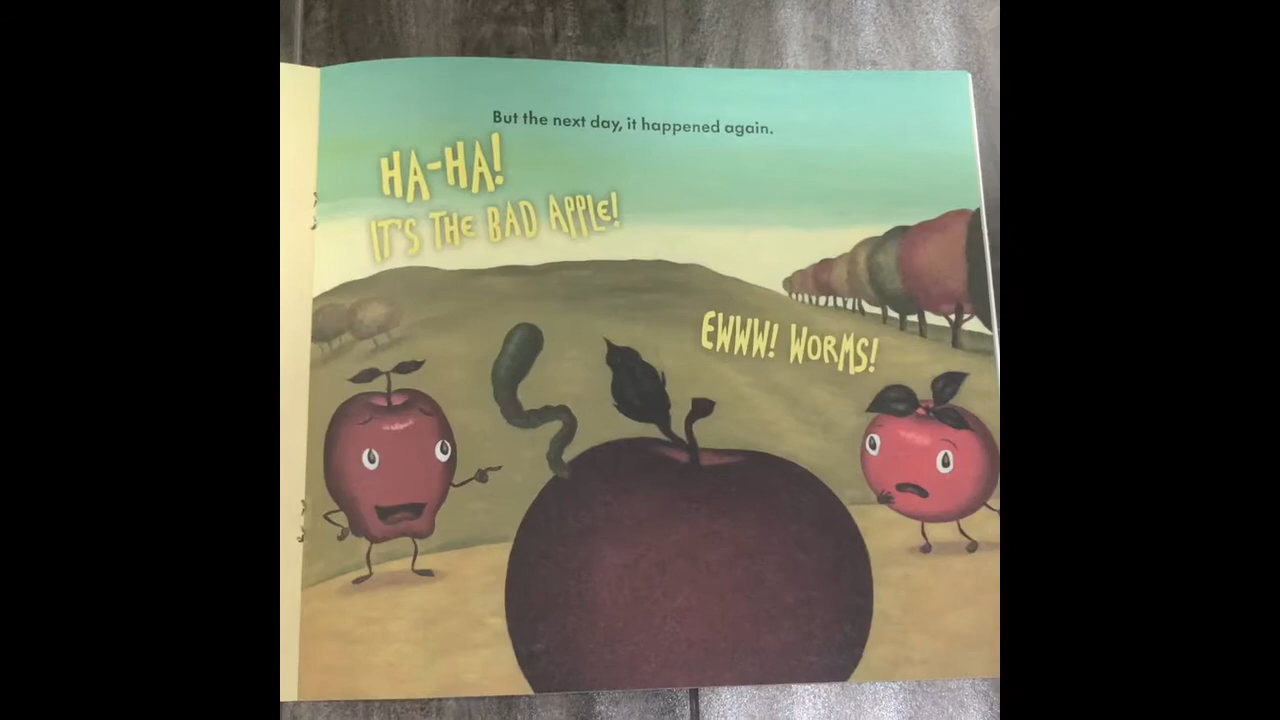 But the next day, it happened again.
HA-HA!
IT'S THE BAD APPLE!
EWWW! WORMS!